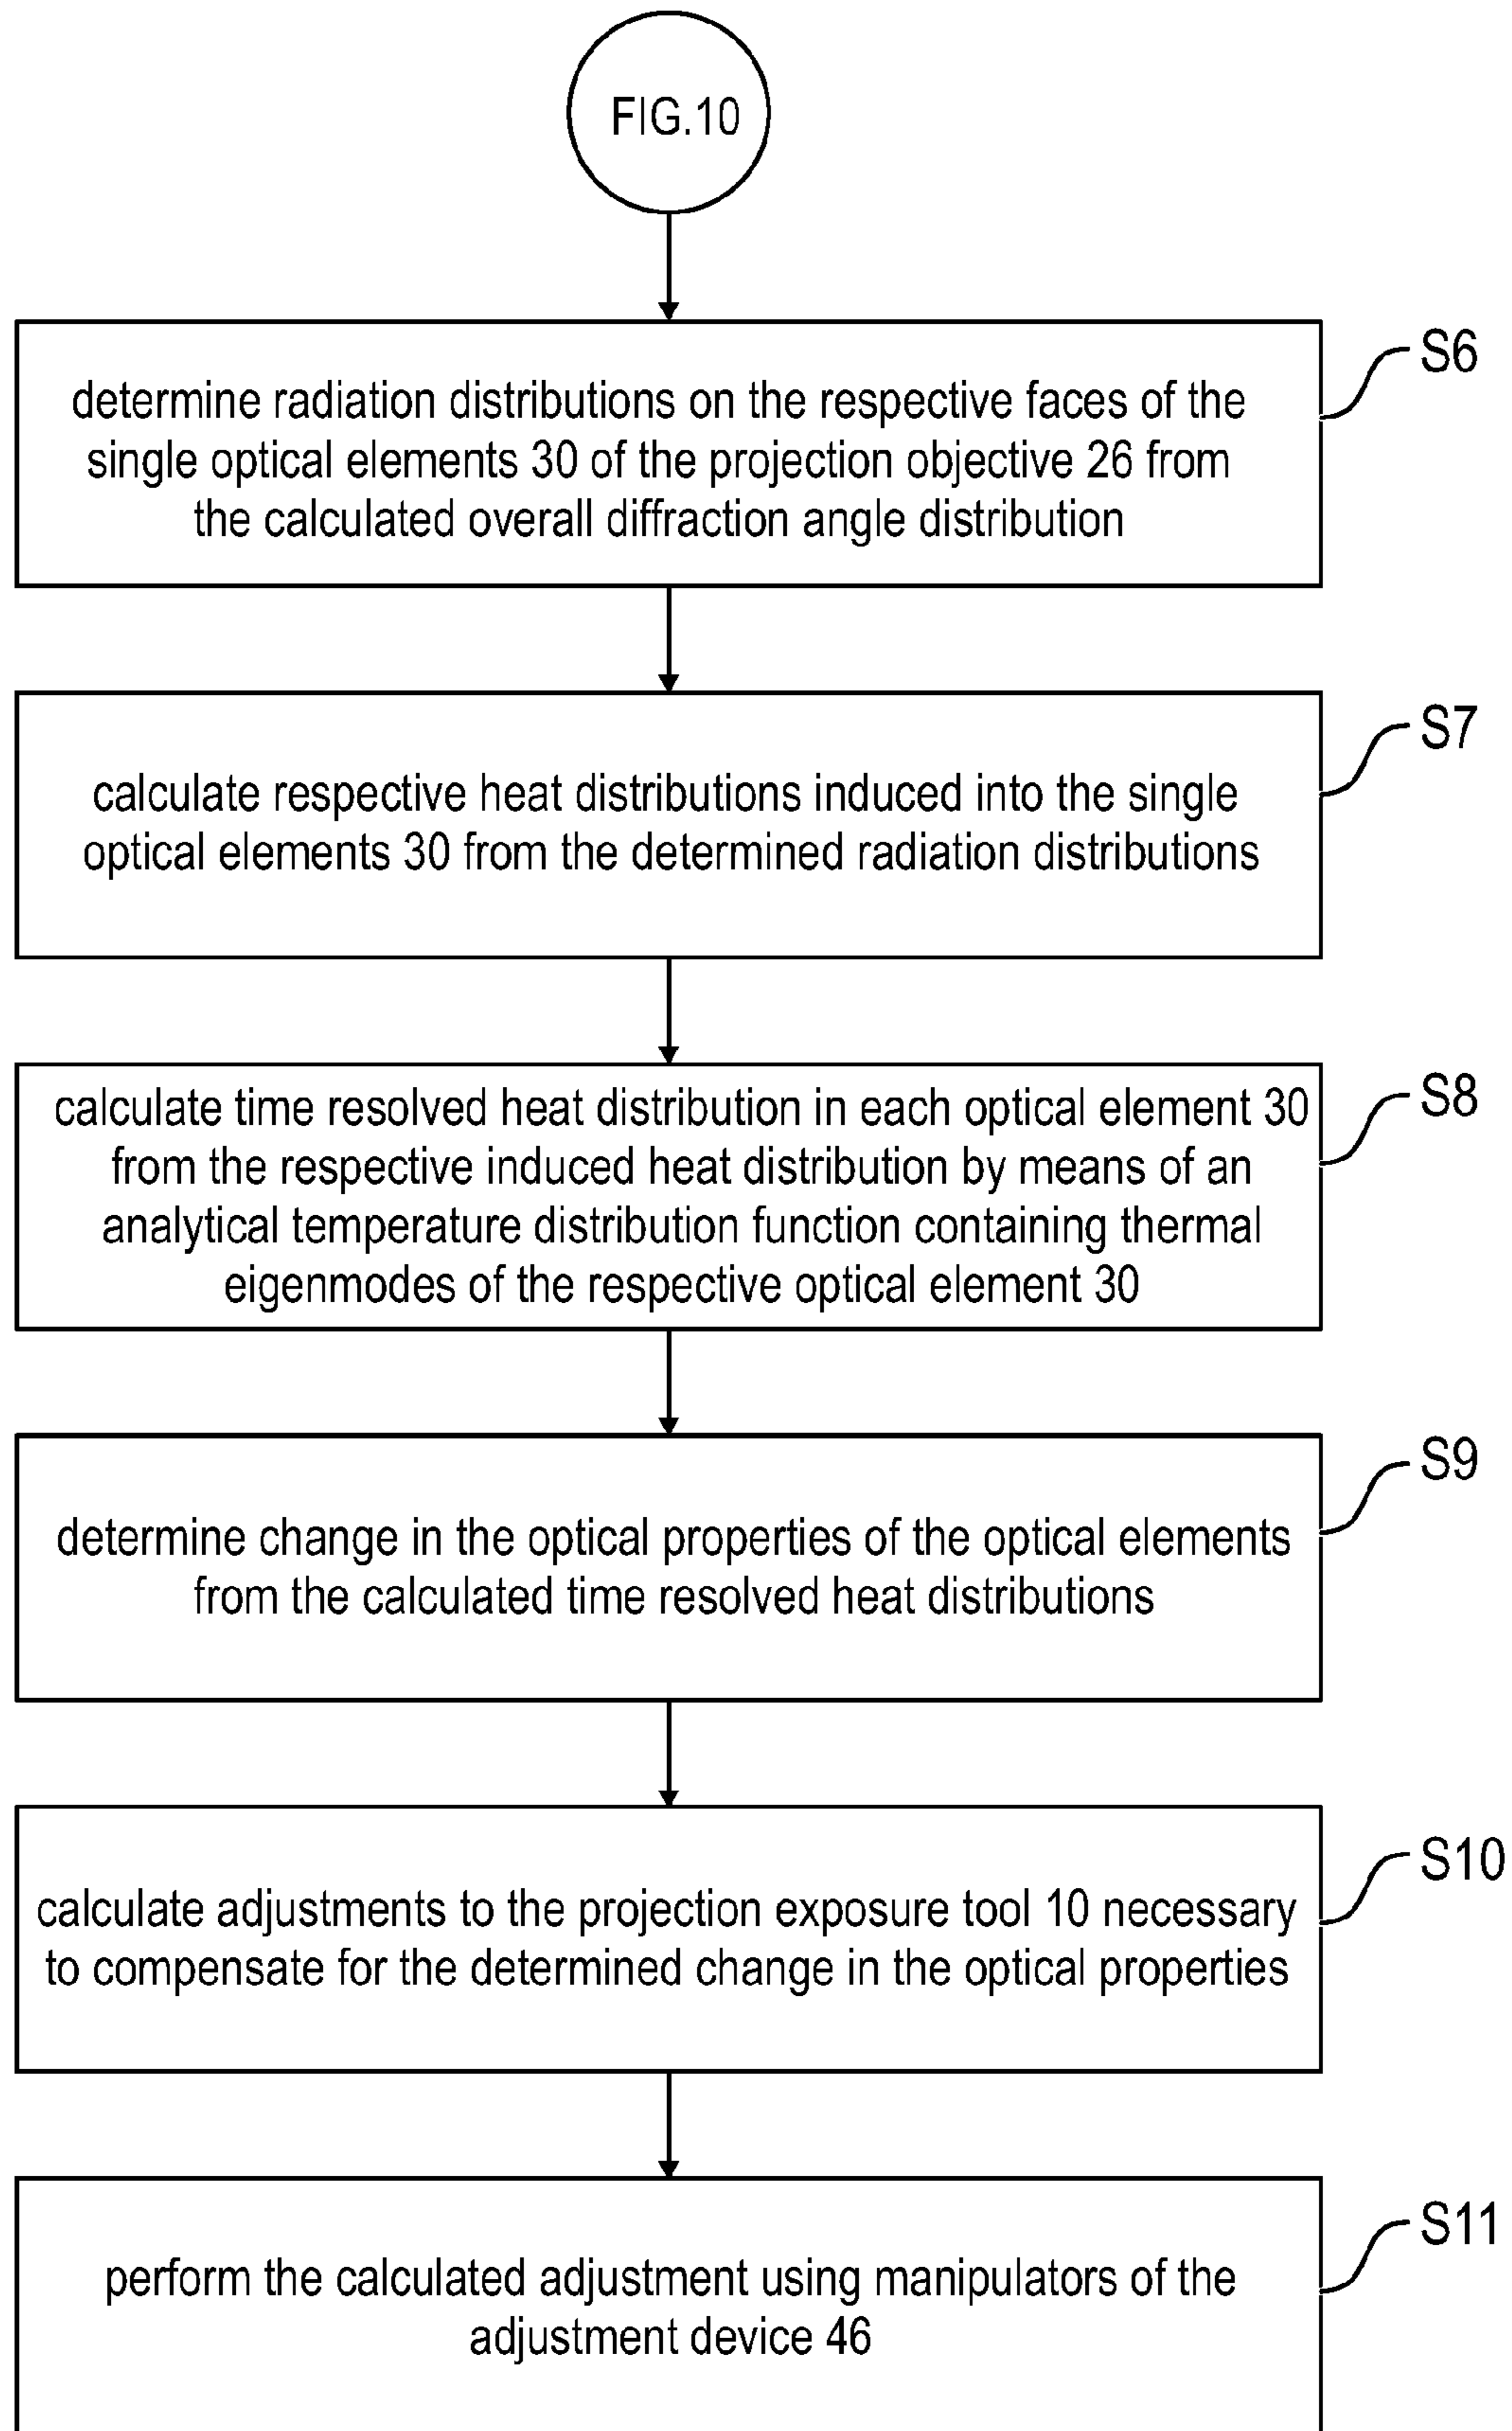 FIG.10
S6
determine radiation distributions on the respective faces of the
single optical elements 30 of the projection objective 26 from
the calculated overall diffraction angle distribution
S7
calculate respective heat distributions induced into the single
optical elements 30 from the determined radiation distributions
S8
calculate time resolved heat distribution in each optical element 30
from the respective induced heat distribution by means of an
analytical temperature distribution function containing thermal
eigenmodes of the respective optical element 30
S9
determine change in the optical properties of the optical elements
from the calculated time resolved heat distributions
S10
calculate adjustments to the projection exposure tool 10 necessary
to compensate for the determined change in the optical properties
S11
perform the calculated adjustment using manipulators of the
adjustment device 46